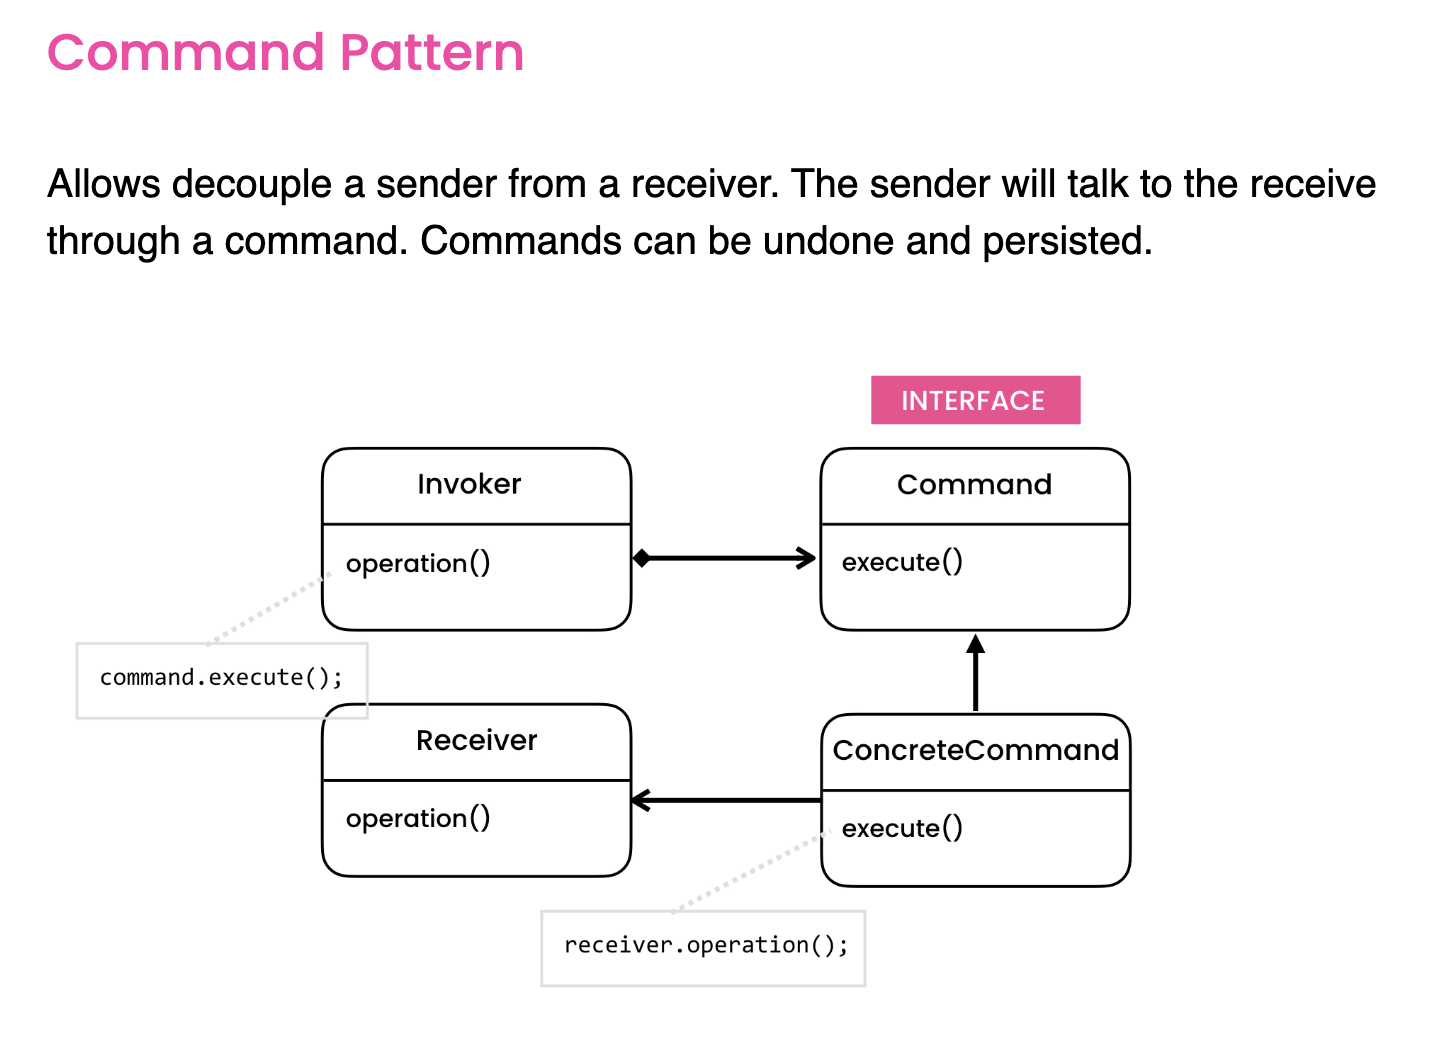 Command Pattern
Allows decouple a sender from a receiver. The sender will talk to the receive
through a command. Commands can be undone and persisted.
INTERFACE
Invoker
operation()
Command
execute()
command.execute();
Receiver
operation()
ConcreteCommand
execute()
receiver.operation();